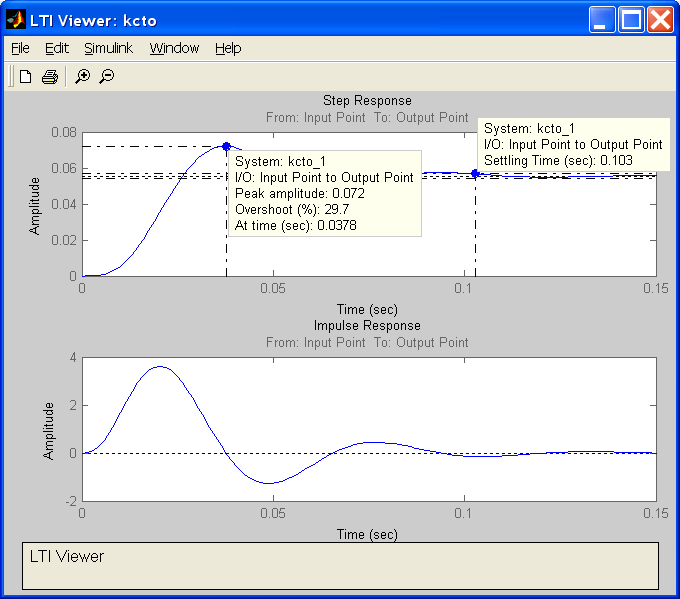 LTI Viewer: kcto
File Edit Simulink Window Help
Step Response
From: Input Point To: Output Point
System: kcto_1
I/O: Input Point to Output Point
Settling Time (sec): 0.103
System: kcto_1
I/O: Input Point to Output Point
Peak amplitude: 0.072
Overshoot (%): 29.7
At time (sec): 0.0378
Amplitude
0.08
0.06
0.04
0.02
0
0 0.05 0.1 0.15
Time (sec)
Impulse Response
From: Input Point To: Output Point
Amplitude
4
2
0
-2
0 0.05 0.1 0.15
Time (sec)
LTI Viewer